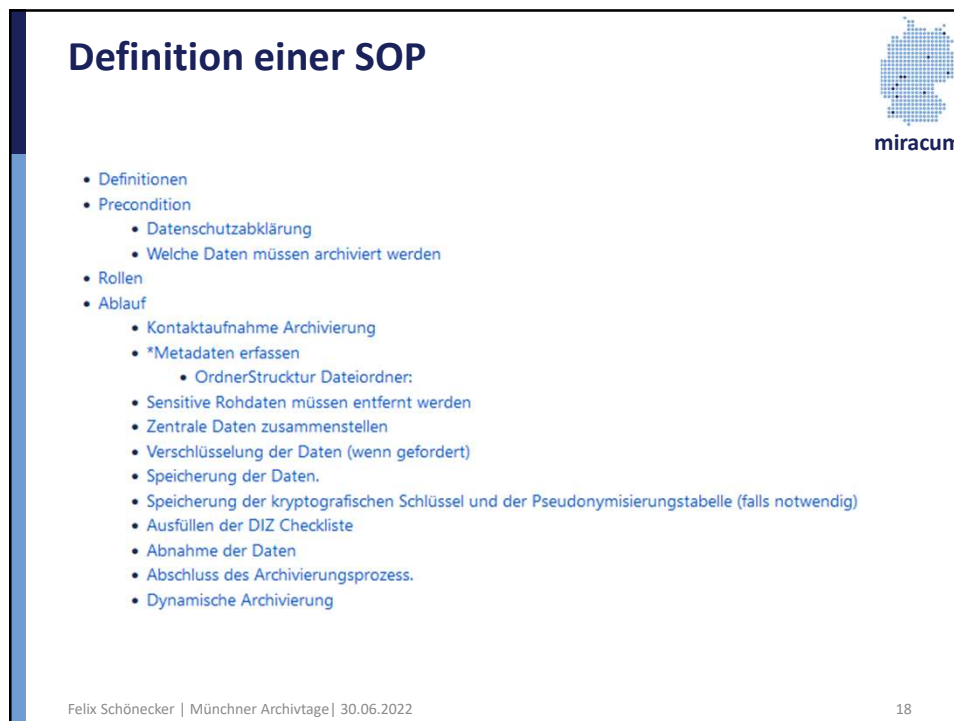 Definition einer SOP
miracum
• Definitionen
• Precondition
• Datenschutzabklärung
• Welche Daten müssen archiviert werden
• Rollen
• Ablauf
• Kontaktaufnahme Archivierung
• *Metadaten erfassen
• OrdnerStrucktur Dateiordner:
• Sensitive Rohdaten müssen entfernt werden
• Zentrale Daten zusammenstellen
• Verschlüsselung der Daten (wenn gefordert)
• Speicherung der Daten.
• Speicherung der kryptografischen Schlüssel und der Pseudonymisierungstabelle (falls notwendig)
• Ausfüllen der DIZ Checkliste
• Abnahme der Daten
• Abschluss des Archivierungsprozess.
• Dynamische Archivierung
Felix Schönecker | Münchner Archivtage| 30.06.2022
18